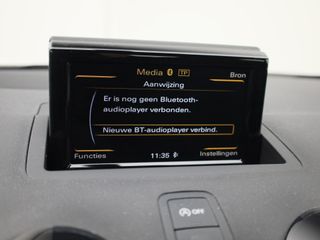 Media TP
Bron
Aanwijzing
Er is nog geen Bluetooth-
audioplayer verbonden.
Nieuwe BT-audioplayer verbind.
Functies
11:35
Instellingen
OFF